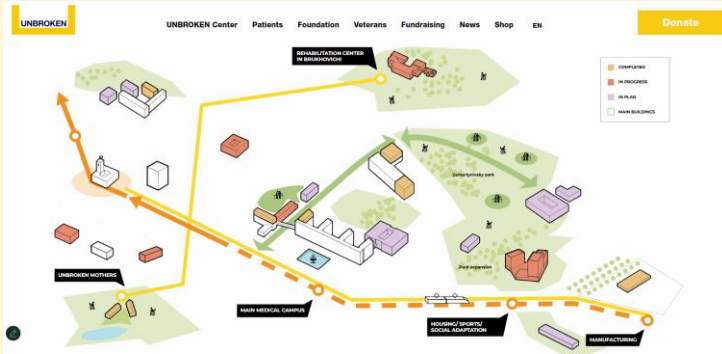 UNBROKEN
UNBROKEN Center
Patients
Foundation
Veterans
Fundraising
News
Shop
EN
Donate
REHABILITATION CENTER
IN BRUKHOVICHI
COMPLETED
IN PROGRESS
IN PLAN
MAIN BUILDINGS
Zamarlynivsky park
Park expansion
UNBROKEN MOTHERS
MAIN MEDICAL CAMPUS
HOUSING/ SPORTS/
SOCIAL ADAPTATION
MANUFACTURING